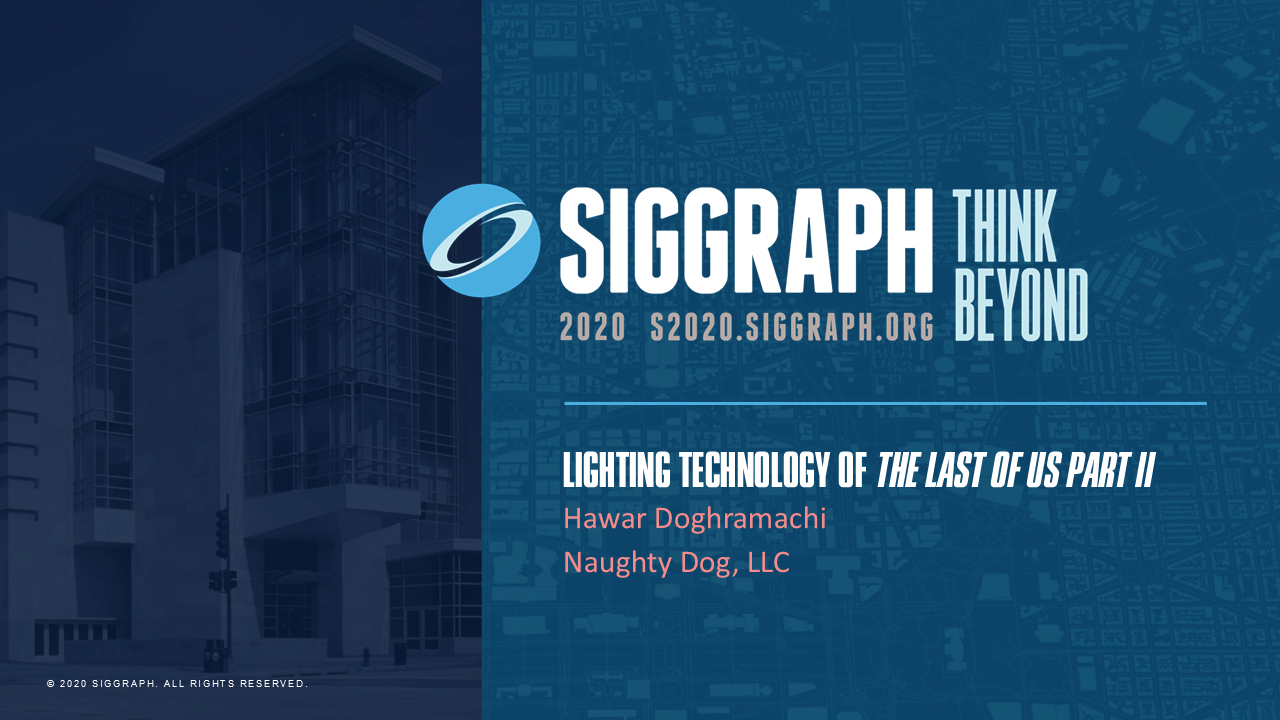 SIGGRAPH
THINK
BEYOND
2020 S2020.SIGGRAPH.ORG
LIGHTING TECHNOLOGY OF THE LAST OF US PART II
Hawar Doghramachi
Naughty Dog, LLC
© 2020 SIGGRAPH. ALL RIGHTS RESERVED.